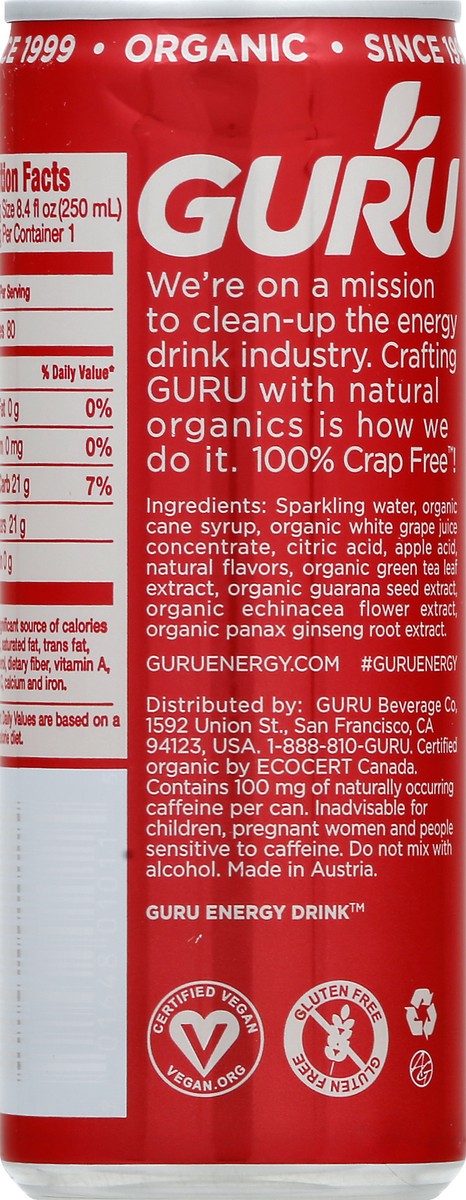 1999 • ORGANIC • SINCE
Facts
Size 8.4 fl oz (250 mL)
Per Container 1
Per Serving
80
% Daily Value*
0g 0%
0mg 0%
Carb 21 g 7%
21 g
0g
source of calories
saturated fat, trans fat,
dietary fiber, vitamin A,
calcium and iron.
Daily Values are based on a
diet.
GURU
We're on a mission
to clean-up the energy
drink industry. Crafting
GURU with natural
organics is how we
do it. 100% Crap Free™!
Ingredients: Sparkling water, organic
cane syrup, organic white grape juice
concentrate, citric acid, apple acid,
natural flavors, organic green tea leaf
extract, organic guarana seed extract,
organic echinacea flower extract,
organic panax ginseng root extract.
GURUENERGY.COM #GURUENERGY
Distributed by: GURU Beverage Co,
1592 Union St., San Francisco, CA
94123, USA. 1-888-810-GURU. Certified
organic by ECOCERT Canada.
Contains 100 mg of naturally occurring
caffeine per can. Inadvisable for
children, pregnant women and people
sensitive to caffeine. Do not mix with
alcohol. Made in Austria.
GURU ENERGY DRINK™
CERTIFIED VEGAN
V
VEGAN.ORG
GLUTEN FREE
GLUTEN FREE